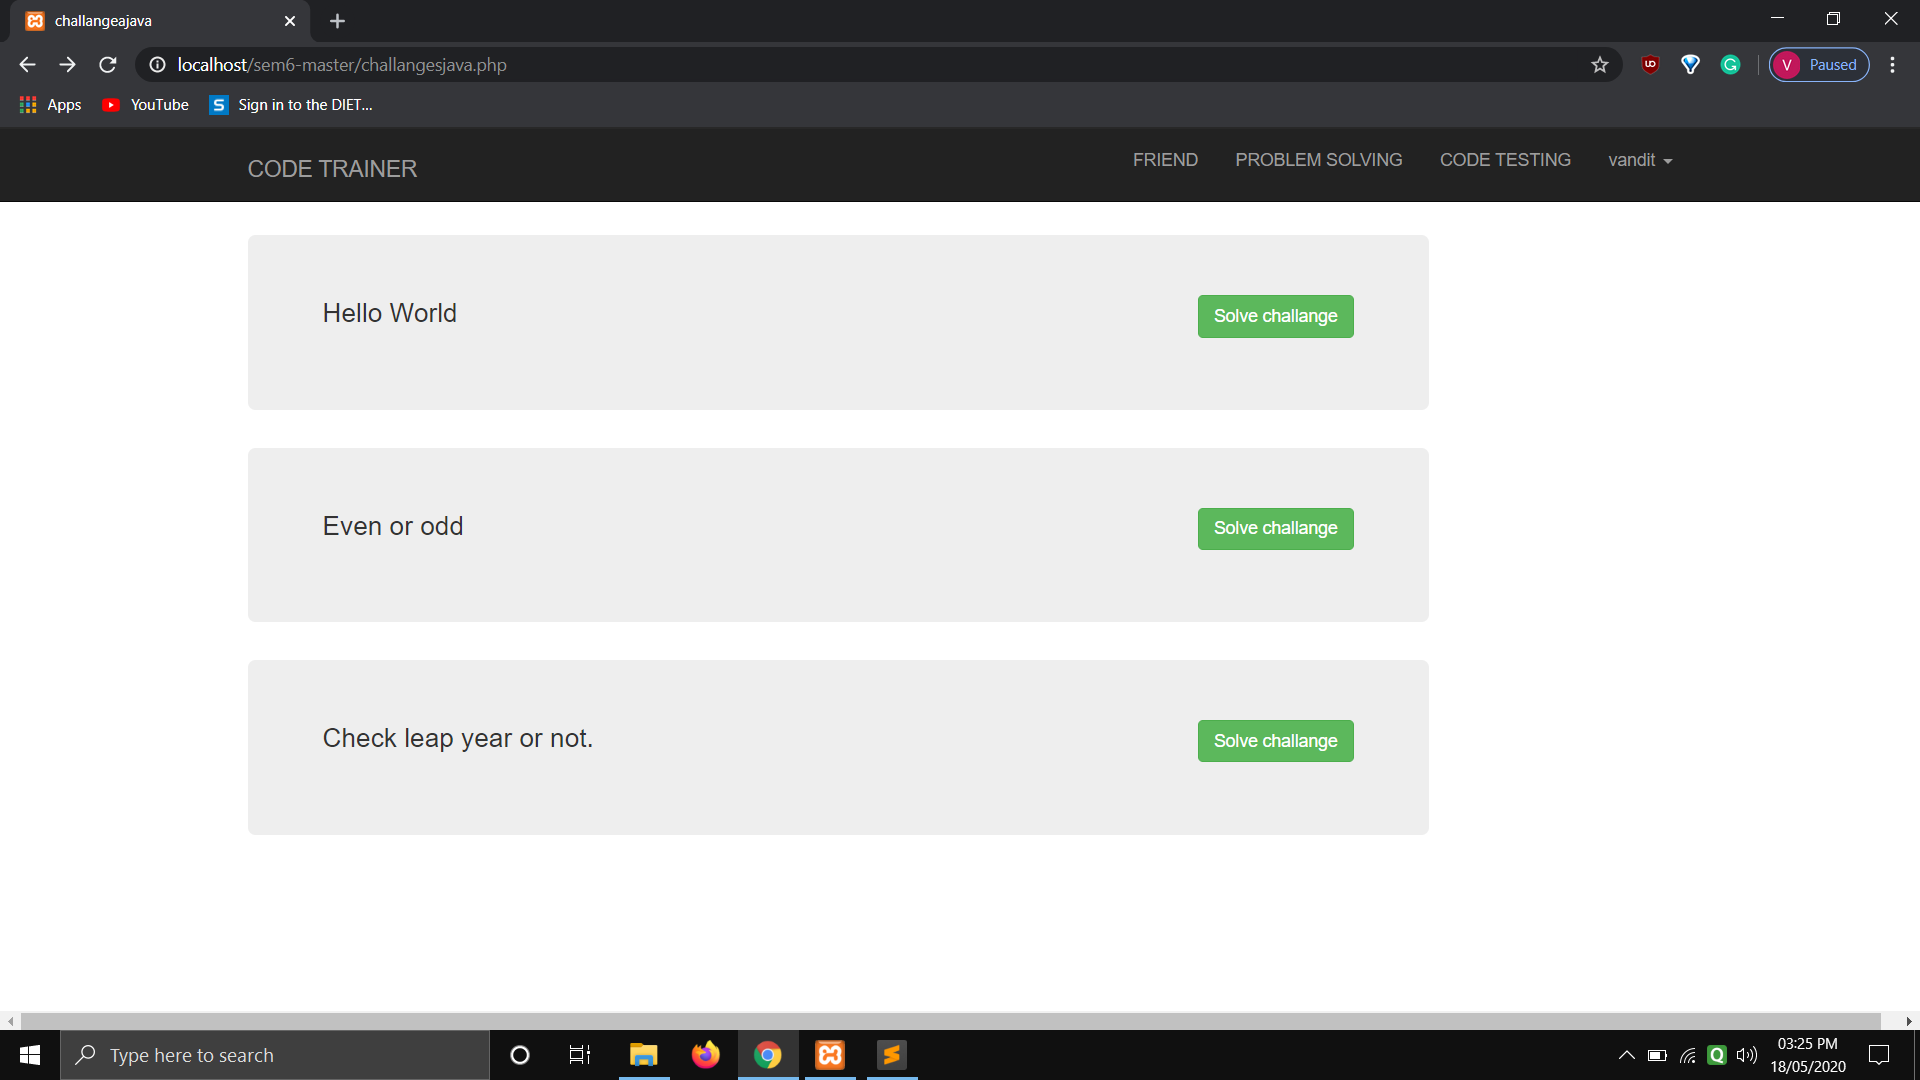 challangeajava
localhost/sem6-master/challangesjava.php
V Paused
Apps YouTube S Sign in to the DIET...
CODE TRAINER FRIEND PROBLEM SOLVING CODE TESTING vandit
Hello World Solve challange
Even or odd Solve challange
Check leap year or not. Solve challange
Type here to search
03:25 PM
18/05/2020